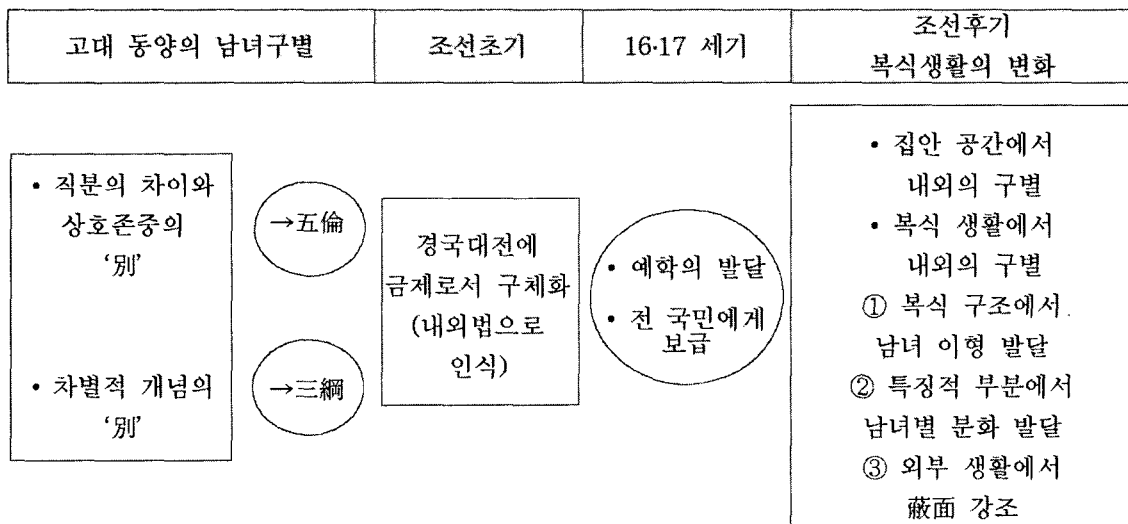 고대 동양의 남녀구별
조선초기
16·17 세기
조선후기
복식생활의 변화
• 직분의 차이와
상호존중의
‘別’
• 차별적 개념의
‘別’
→五倫
→三綱
경국대전에
금제로서 구체화
(내외법으로
인식)
• 예학의 발달
• 전 국민에게
보급
• 집안 공간에서
내외의 구별
• 복식 생활에서
내외의 구별
① 복식 구조에서
남녀 이형 발달
② 특징적 부분에서
남녀별 분화 발달
③ 외부 생활에서
蔽面 강조